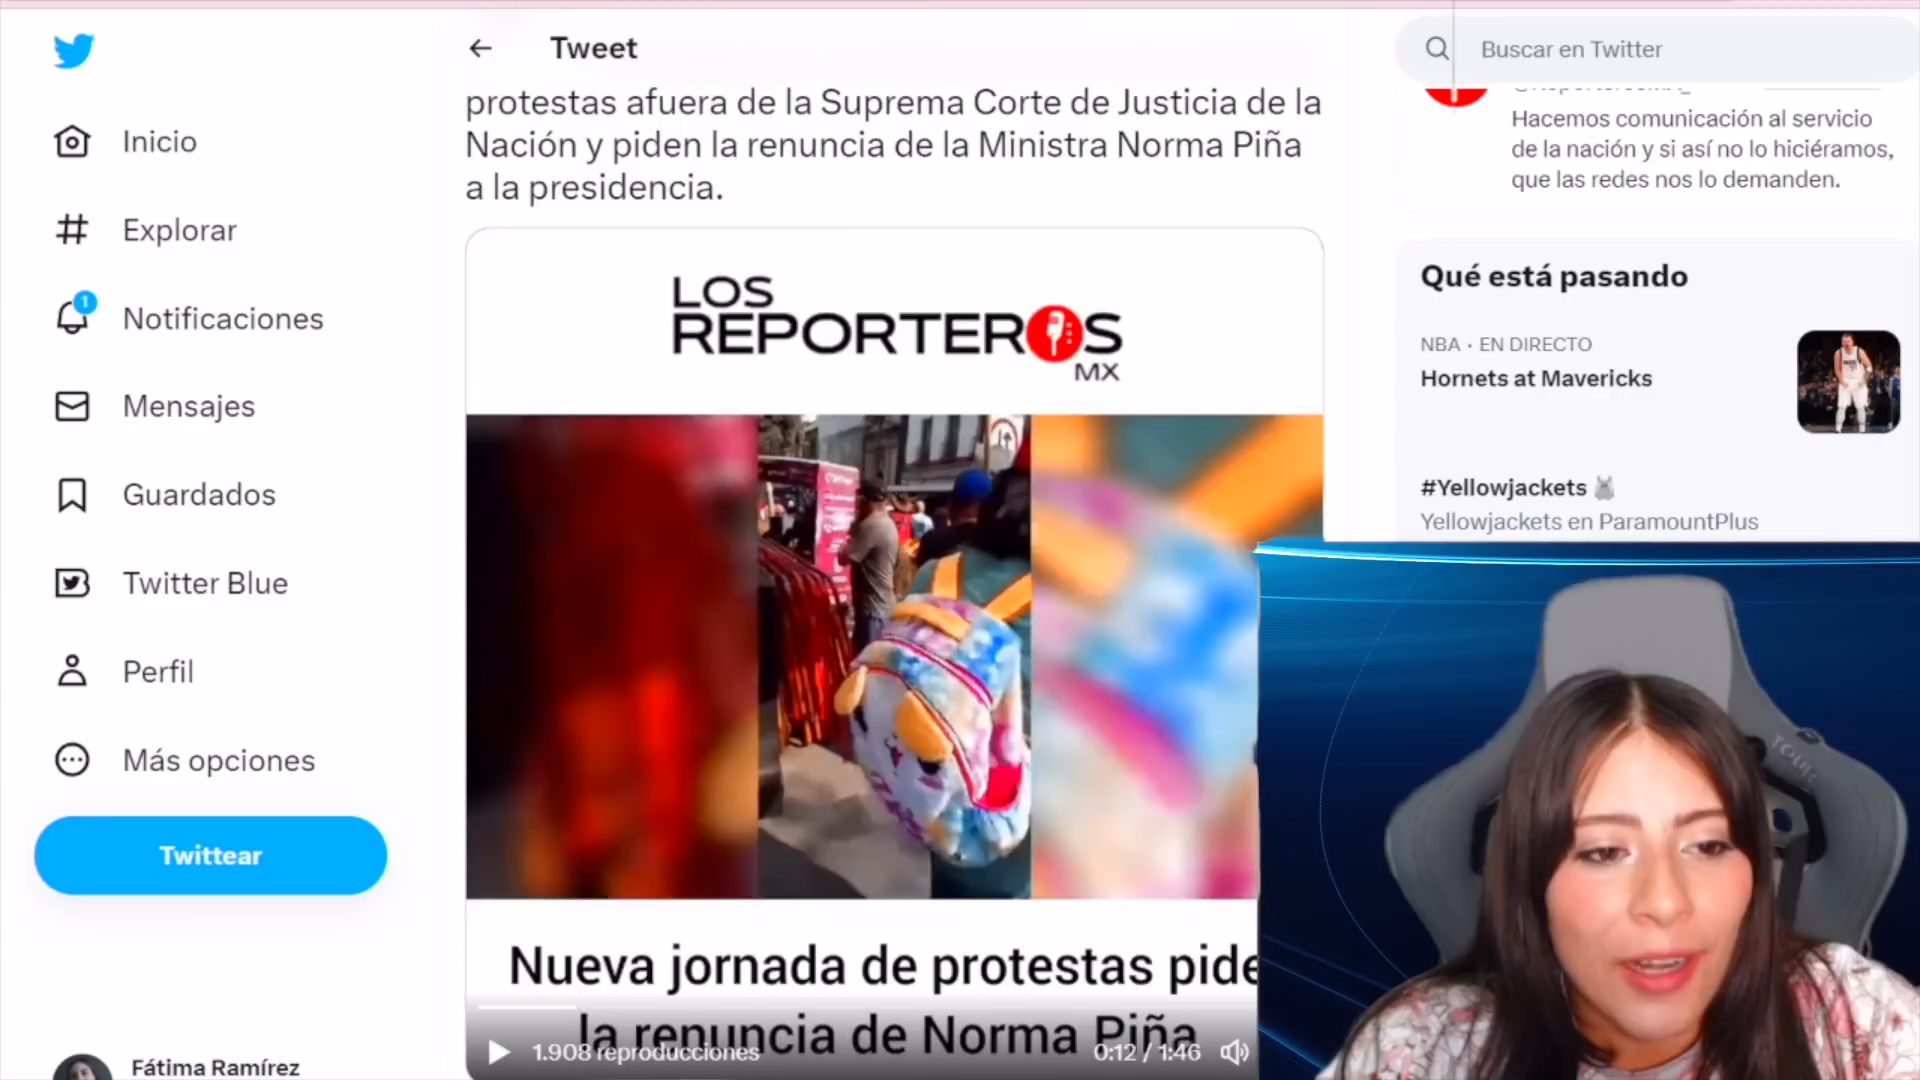 Tweet
protestas afuera de la Suprema Corte de Justicia de la
Nación y piden la renuncia de la Ministra Norma Piña
a la presidencia.
Inicio
Explorar
1
Notificaciones
Mensajes
Guardados
Twitter Blue
Perfil
Más opciones
Twittear
Fátima Ramírez
LOS
REPORTEROS
MX
Nueva jornada de protestas pide
la renuncia de Norma Piña
1.908 reproducciones
0:12 / 1:46
Buscar en Twitter
Hacemos comunicación al servicio
de la nación y si así no lo hiciéramos,
que las redes nos lo demanden.
Qué está pasando
NBA · EN DIRECTO
Hornets at Mavericks
#Yellowjackets
Yellowjackets en ParamountPlus